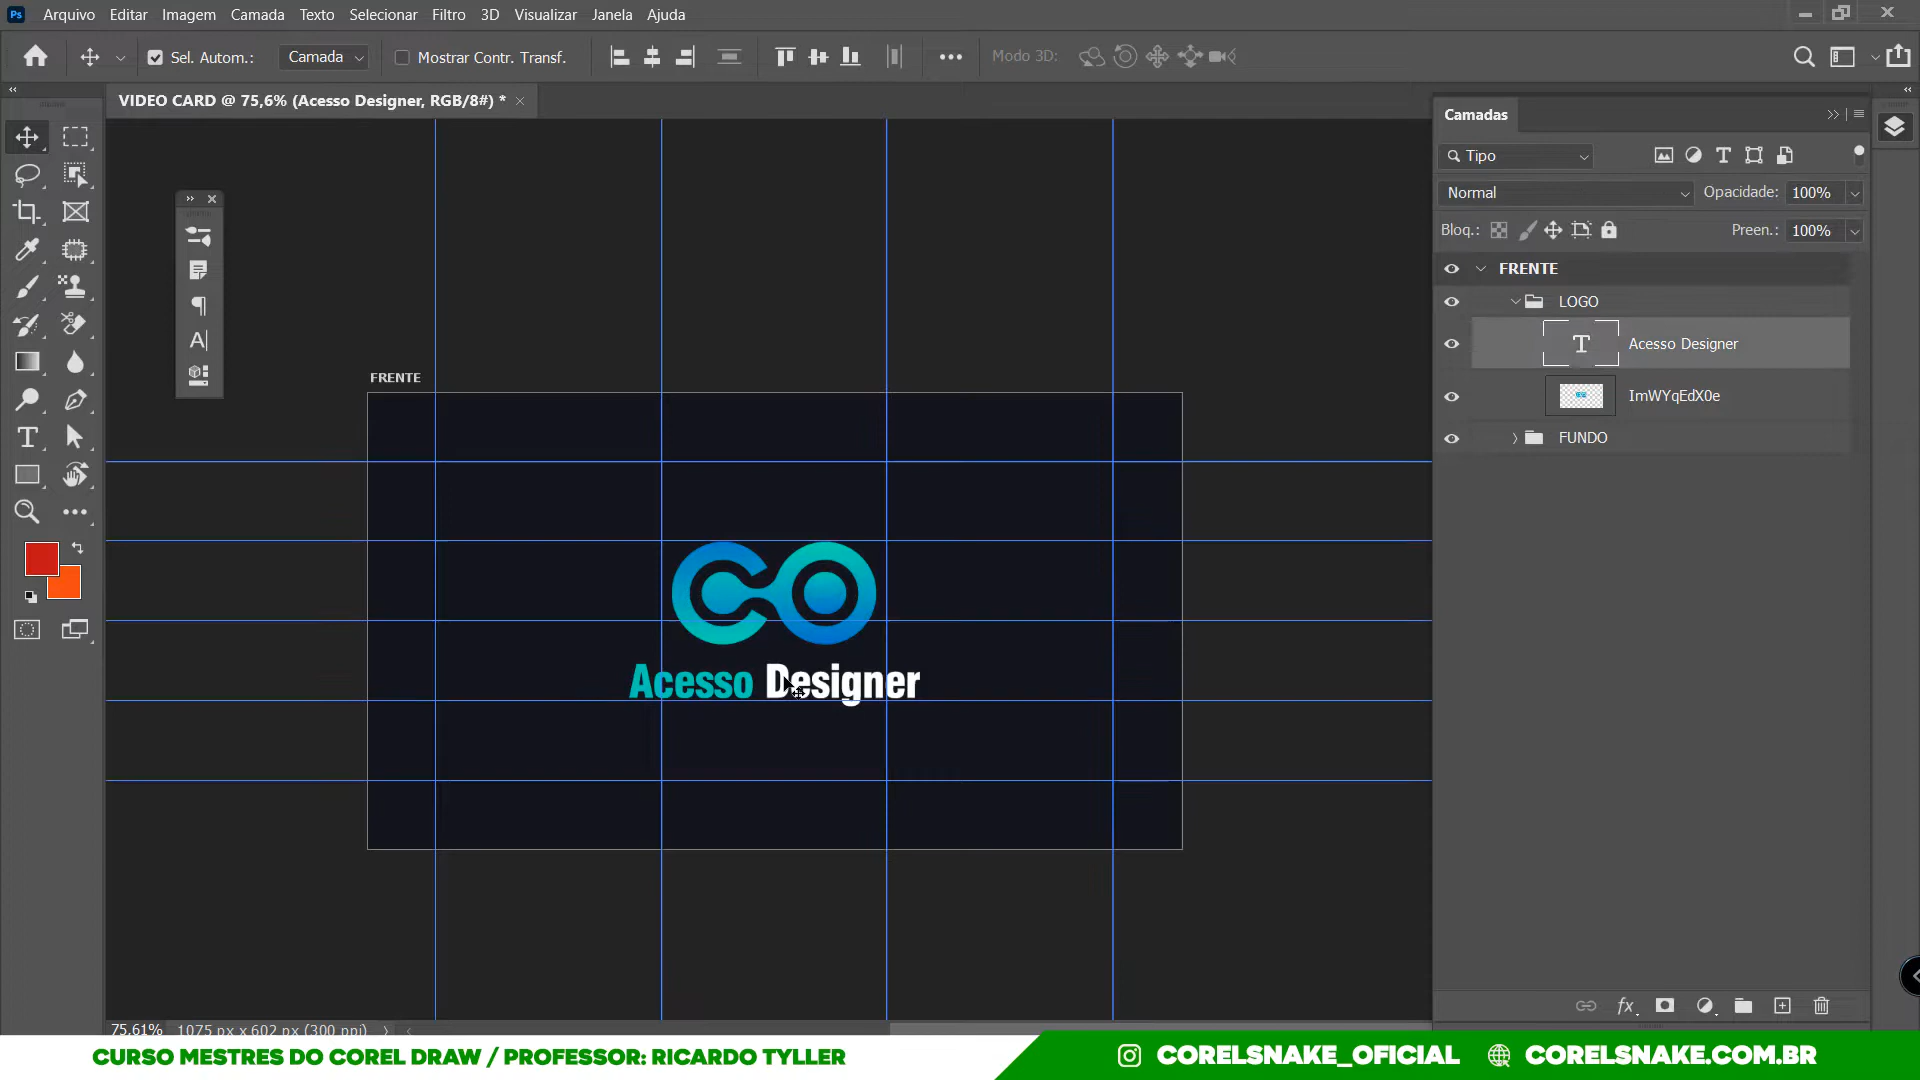 Ps Arquivo Editar Imagem Camada Texto Selecionar Filtro 3D Visualizar Janela Ajuda
Sel. Autom.: Camada Mostrar Contr. Transf. Modo 3D:
VIDEO CARD @ 75,6% (Acesso Designer, RGB/8#) *
Camadas
Tipo
Normal Opacidade: 100%
Bloq.: Preen.: 100%
FRENTE
LOGO
Acesso Designer
ImWYqEdX0e
FUNDO
FRENTE
Acesso Designer
75,61% 1075 px x 602 px (300 ppi)
CURSO MESTRES DO COREL DRAW / PROFESSOR: RICARDO TYLLER
CORELSNAKE_OFICIAL
CORELSNAKE.COM.BR